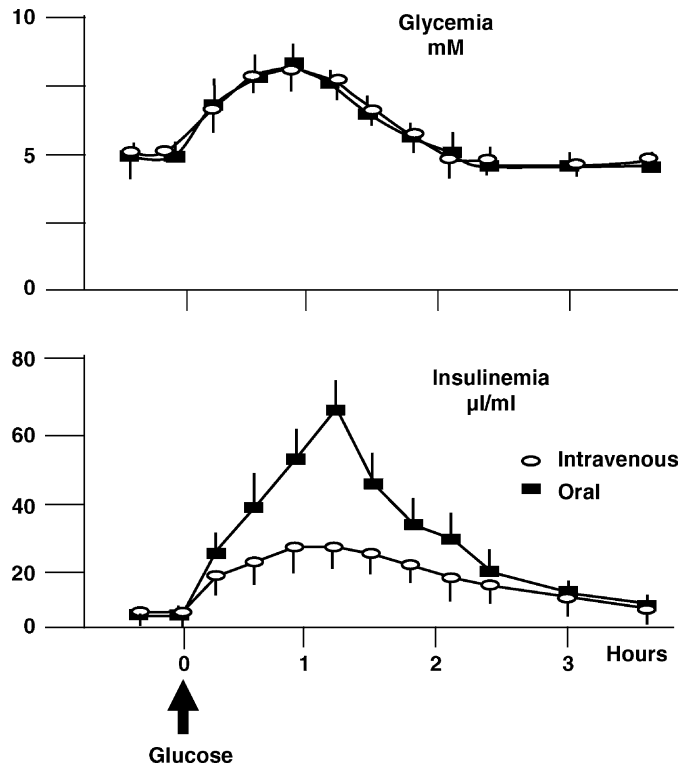 10
Glycemia
mM
5
0
80
Insulinemia
µl/ml
60
Intravenous
Oral
40
20
0
0 1 2 3 Hours
Glucose